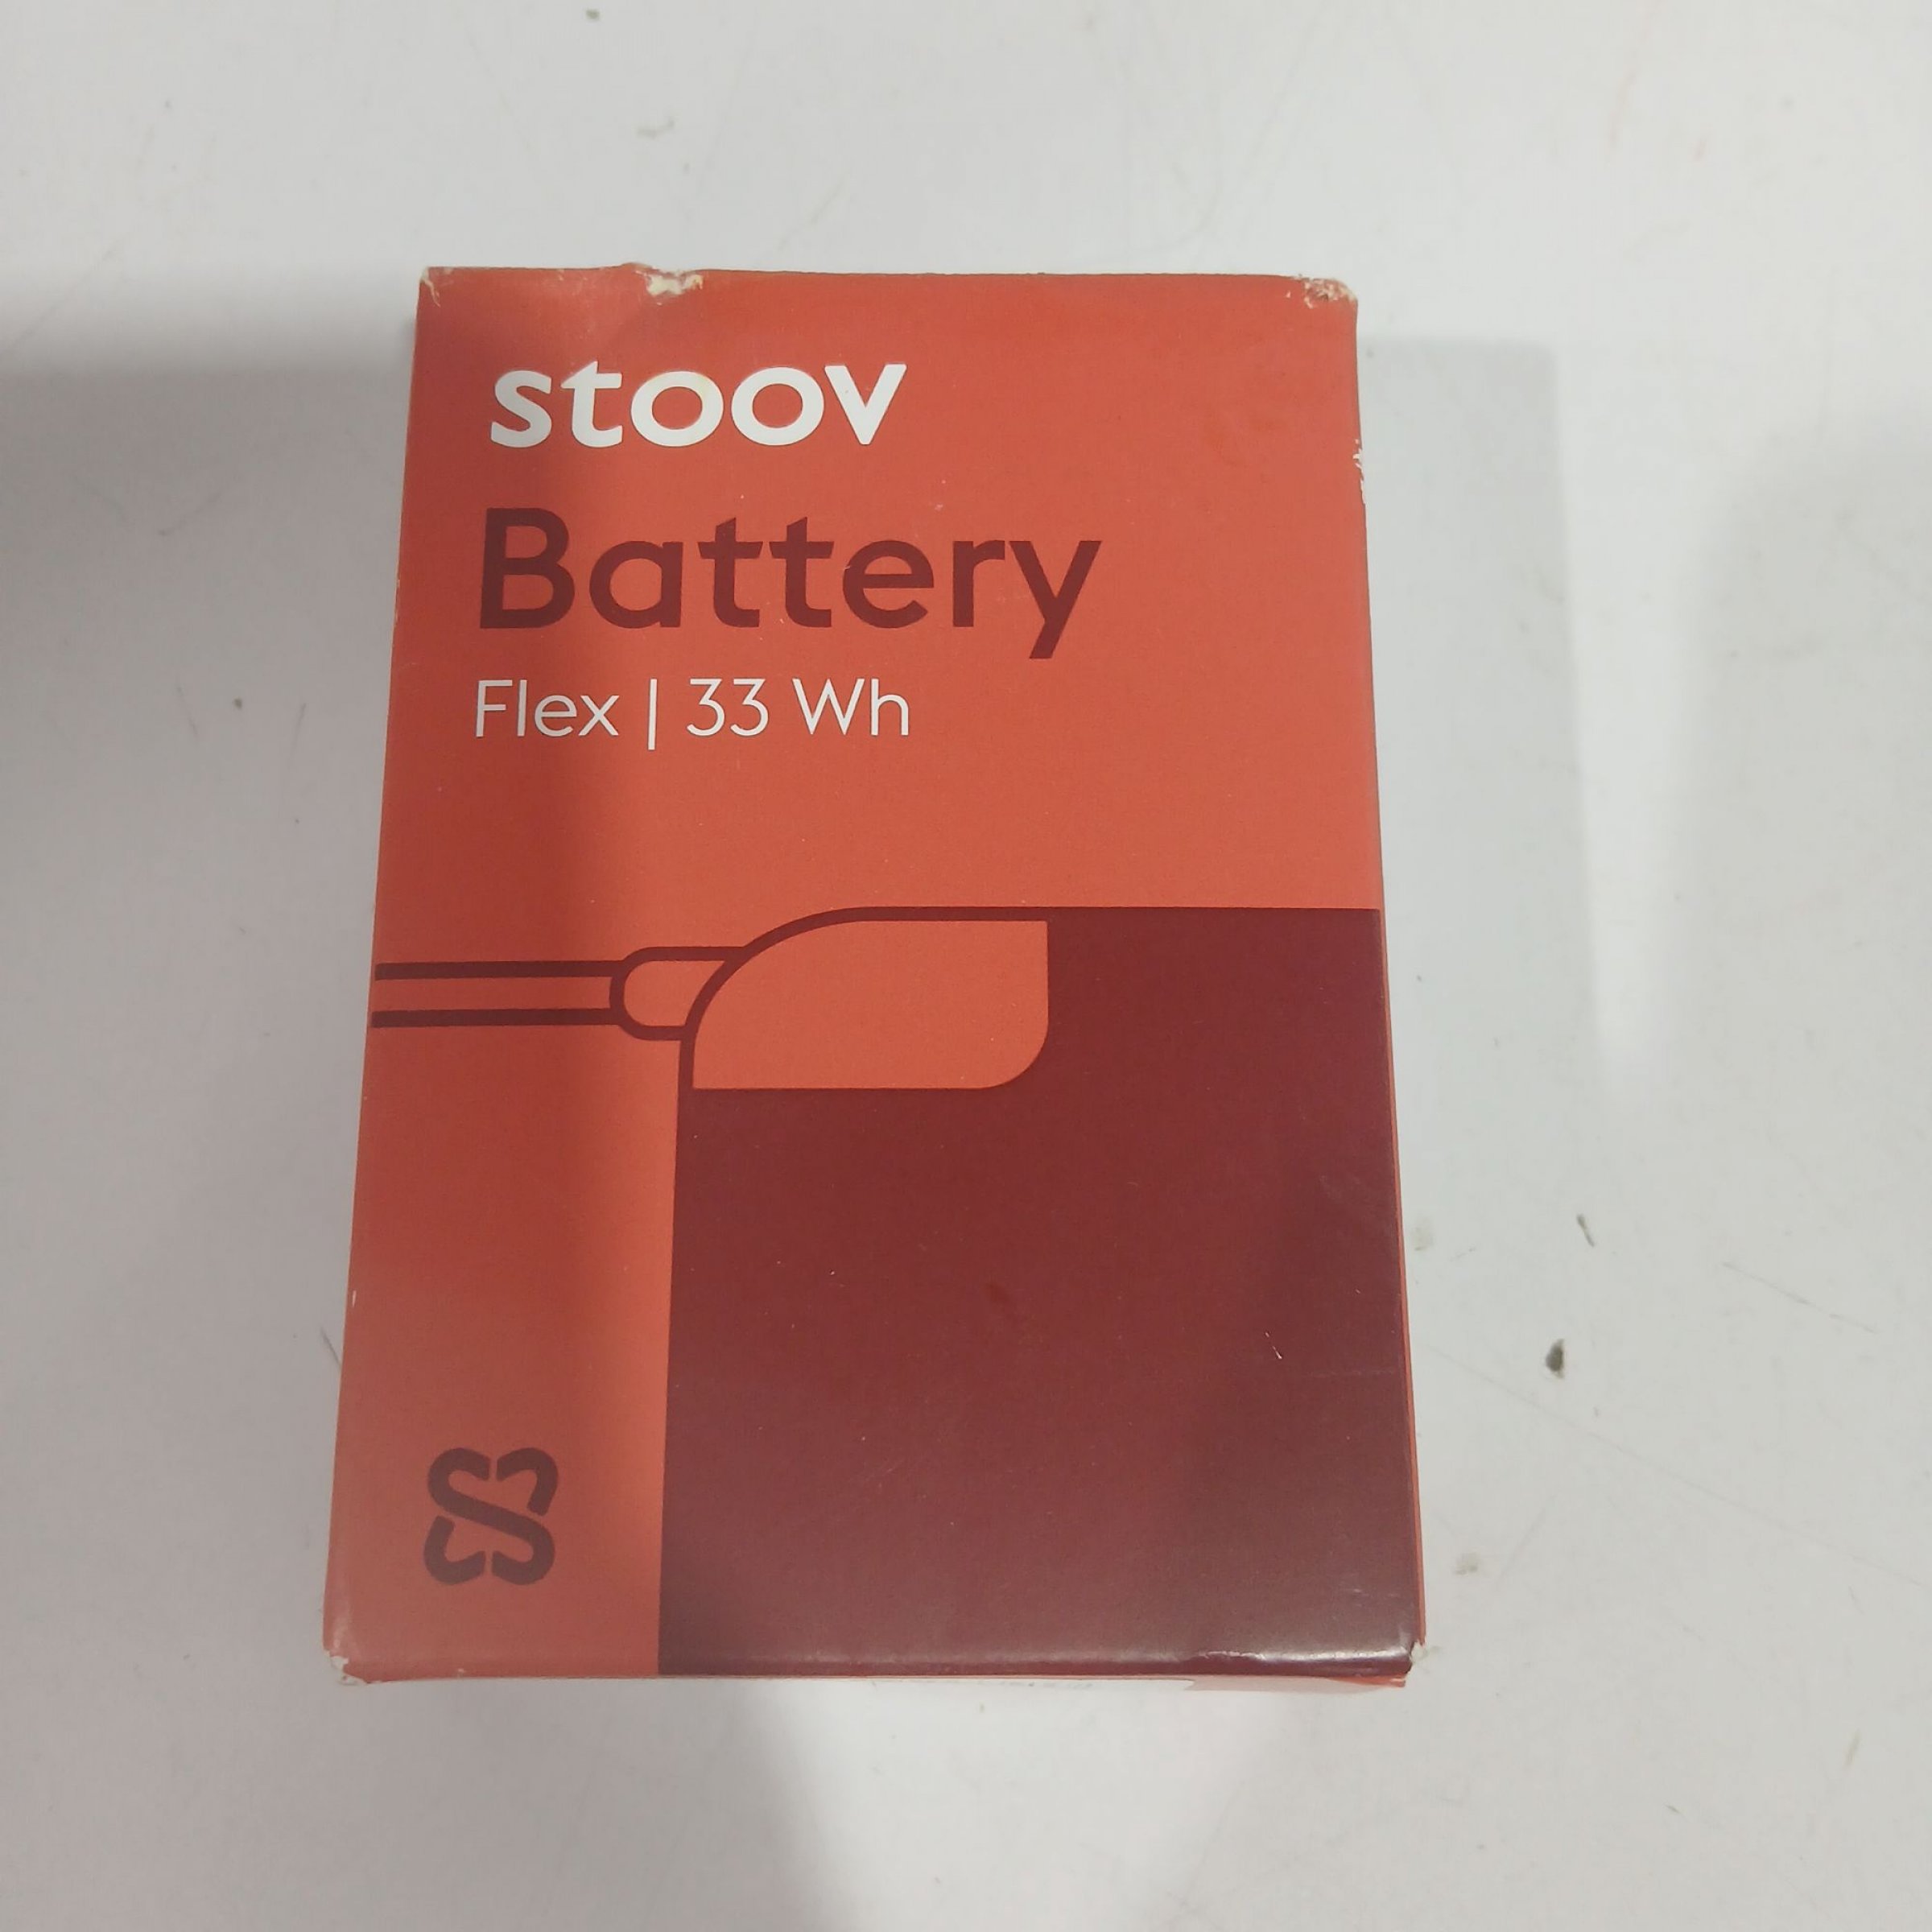 stoov
Battery
Flex | 33 Wh